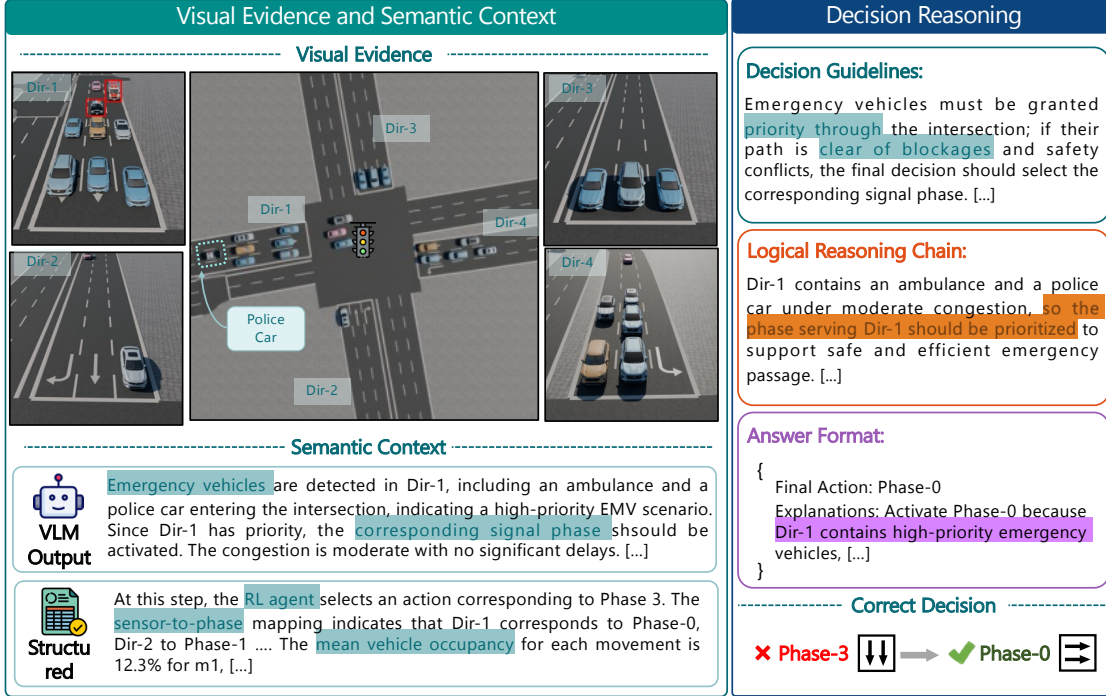 Visual Evidence and Semantic Context
Visual Evidence
Dir-1
Dir-2
Dir-3
Dir-1
Dir-4
Police
Car
Dir-2
Dir-3
Dir-4
Semantic Context
VLM
Output
Emergency vehicles are detected in Dir-1, including an ambulance and a
police car entering the intersection, indicating a high-priority EMV scenario.
Since Dir-1 has priority, the corresponding signal phase shsould be
activated. The congestion is moderate with no significant delays. [...]
Structu
red
At this step, the RL agent selects an action corresponding to Phase 3. The
sensor-to-phase mapping indicates that Dir-1 corresponds to Phase-0,
Dir-2 to Phase-1 .... The mean vehicle occupancy for each movement is
12.3% for m1, [...]
Decision Reasoning
Decision Guidelines:
Emergency vehicles must be granted
priority through the intersection; if their
path is clear of blockages and safety
conflicts, the final decision should select the
corresponding signal phase. [...]
Logical Reasoning Chain:
Dir-1 contains an ambulance and a police
car under moderate congestion, so the
phase serving Dir-1 should be prioritized to
support safe and efficient emergency
passage. [...]
Answer Format:
{
Final Action: Phase-0
Explanations: Activate Phase-0 because
Dir-1 contains high-priority emergency
vehicles, [...]
}
Correct Decision
Phase-3
Phase-0